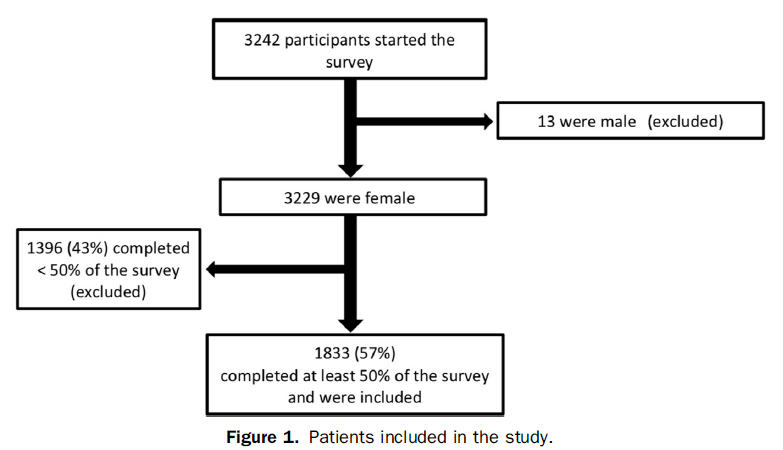 3242 participants started the
survey
13 were male (excluded)
3229 were female
1396 (43%) completed
< 50% of the survey
(excluded)
1833 (57%)
completed at least 50% of the survey
and were included
Figure 1. Patients included in the study.